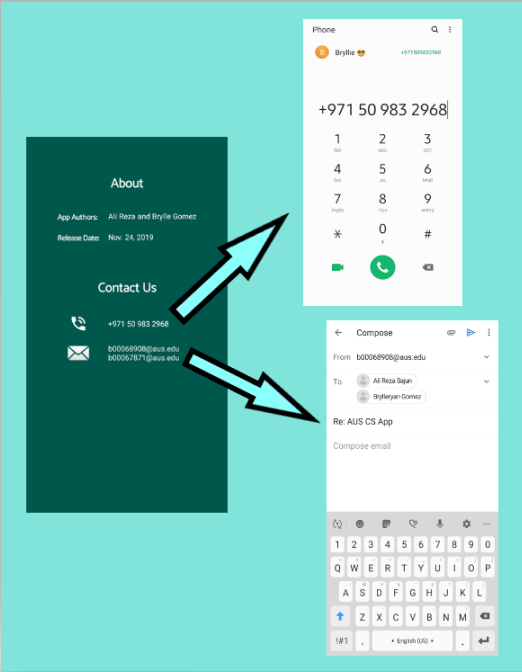 About
App Authors: Ali Reza and Brylle Gomez
Release Date: Nov. 24, 2019
Contact Us
+971 50 983 2968
b00068908@aus.edu
b00067871@aus.edu
Phone
B Bryllie +971509832968
+971 50 983 2968
1 2 3
ABC DEF
4 5 6
GHI JKL MNO
7 8 9
PQRS TUV WXYZ
* 0 #
+
Compose
From b00068908@aus.edu
To Ali Reza Sajun
Brylleryan Gomez
Re: AUS CS App
Compose email
1 2 3 4 5 6 7 8 9 0
Q W E R T Y U I O P
A S D F G H J K L
Z X C V B N M
!#1 , English (US) .